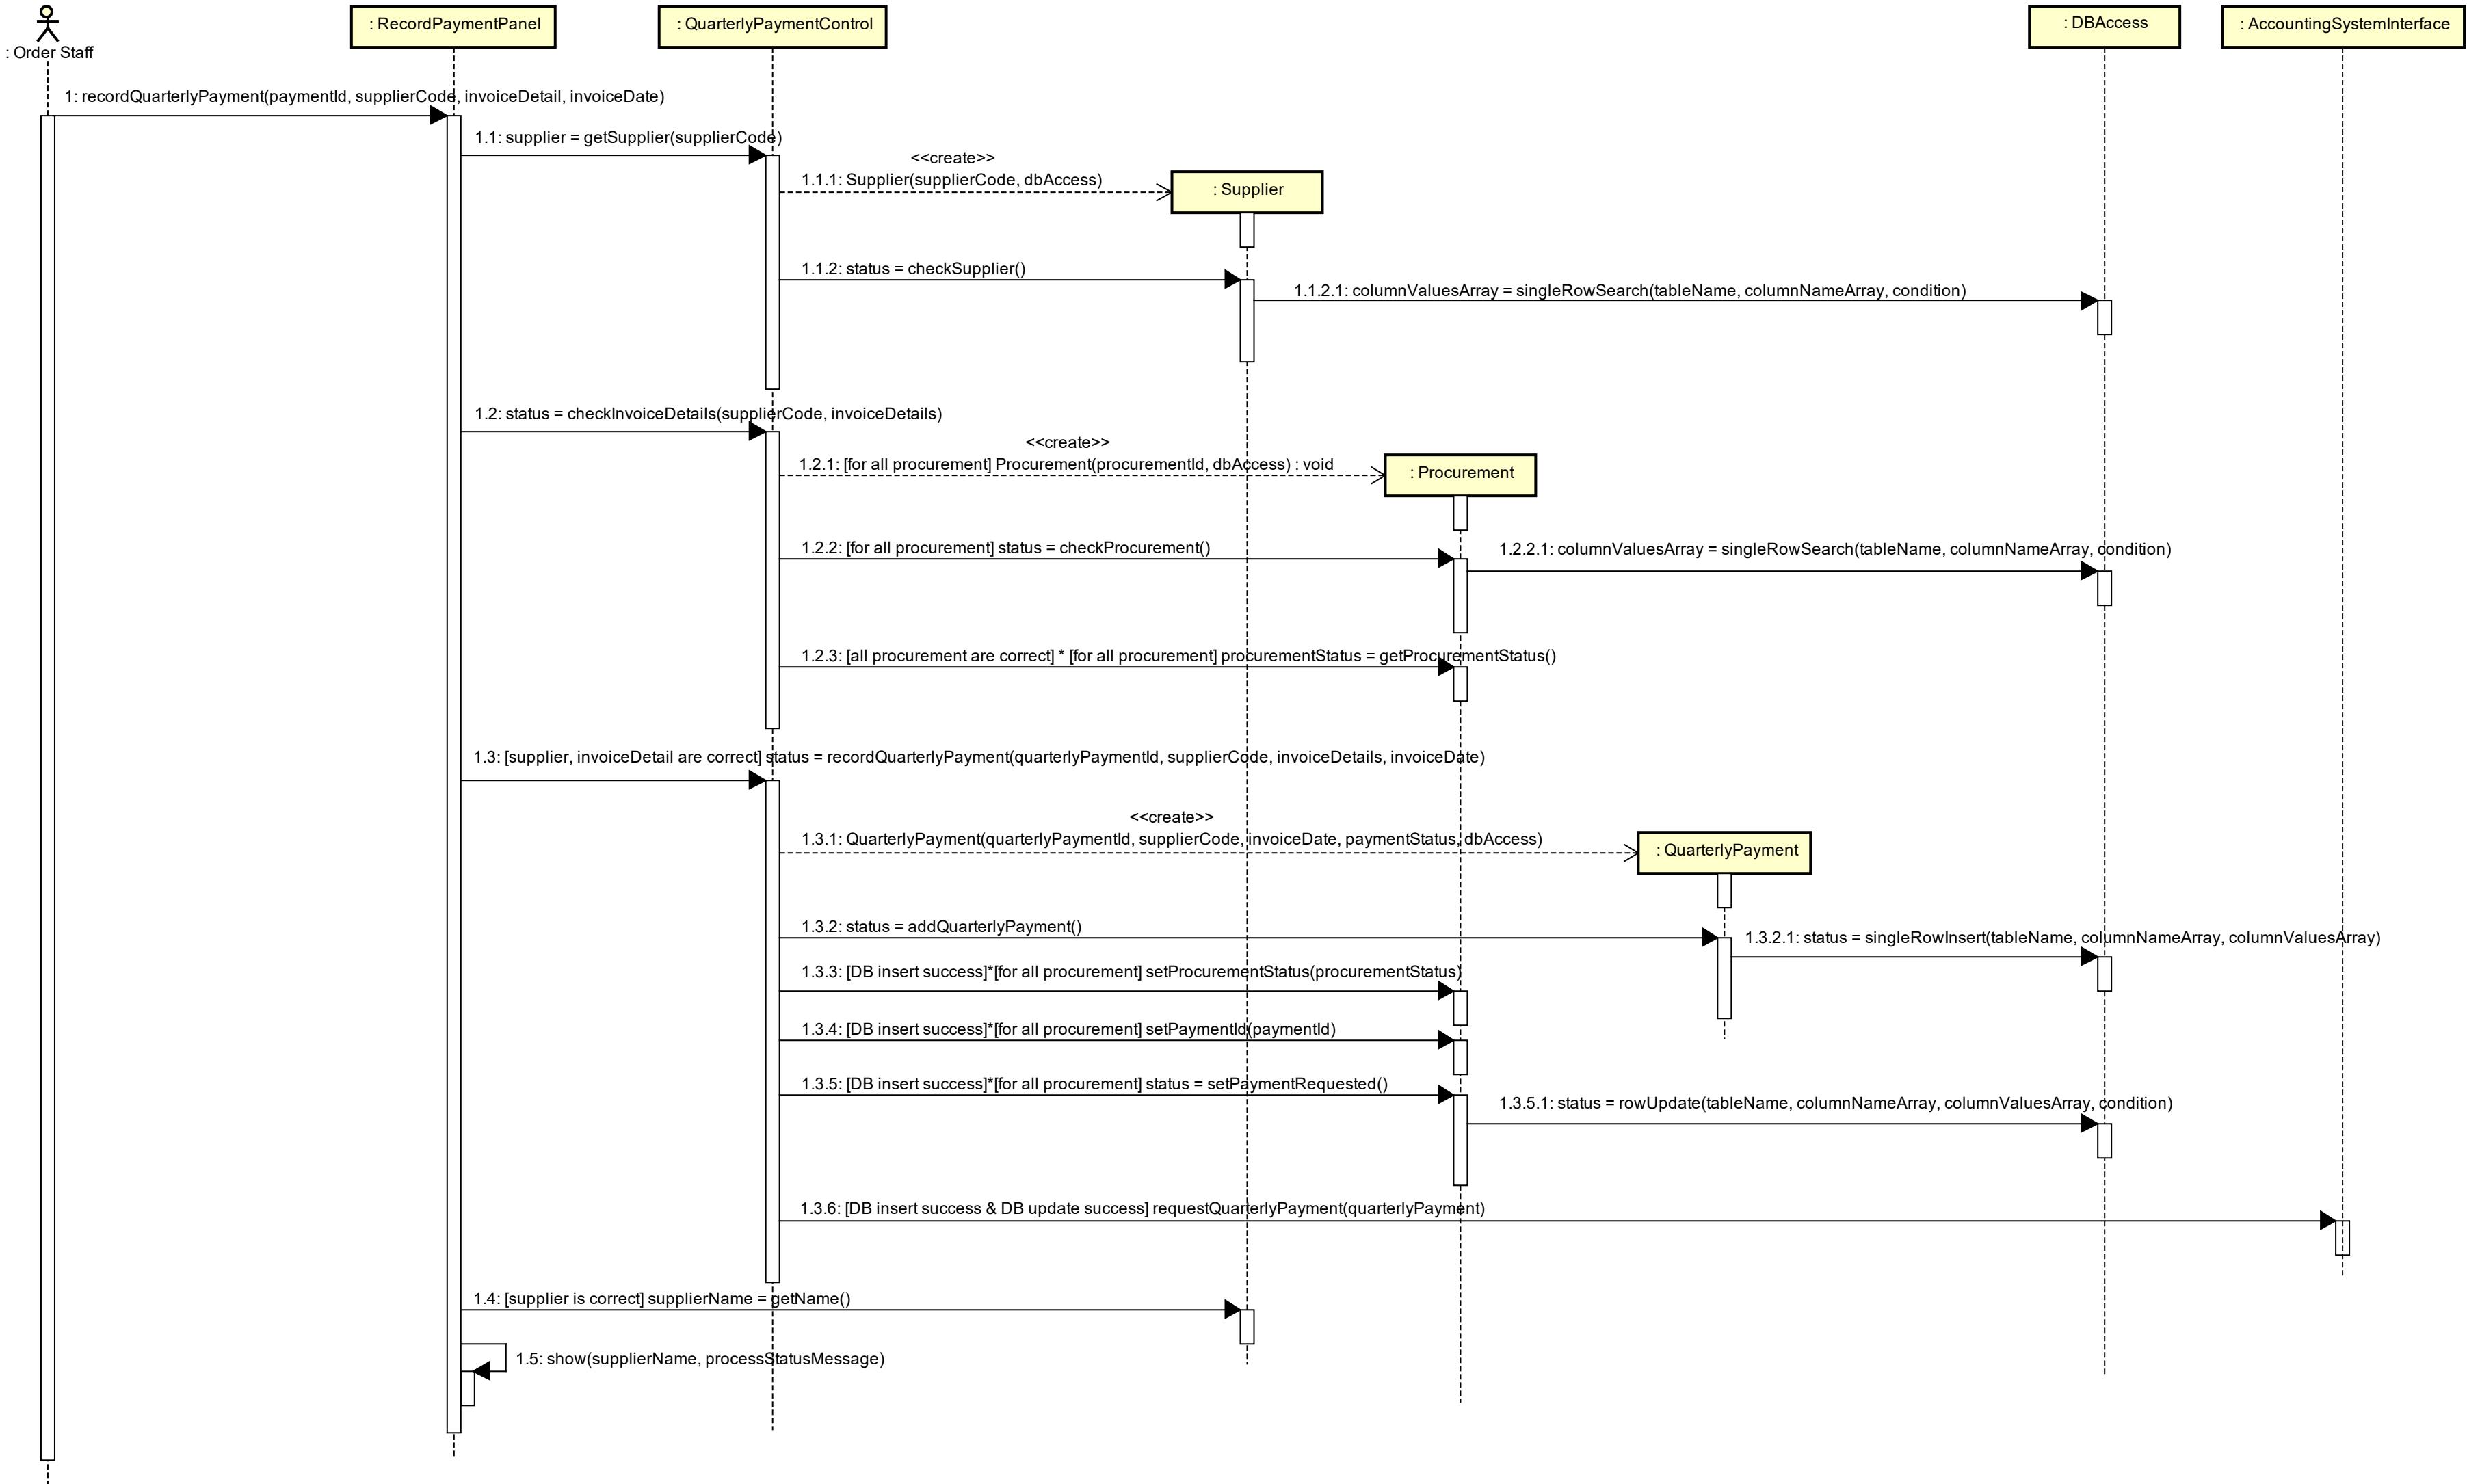 : Order Staff
: RecordPaymentPanel
: QuarterlyPaymentControl
: DBAccess
: AccountingSystemInterface
1: recordQuarterlyPayment(paymentId, supplierCode, invoiceDetail, invoiceDate)
1.1: supplier = getSupplier(supplierCode)
<<create>>
1.1.1: Supplier(supplierCode, dbAccess)
: Supplier
1.1.2: status = checkSupplier()
1.1.2.1: columnValuesArray = singleRowSearch(tableName, columnNameArray, condition)
1.2: status = checkInvoiceDetails(supplierCode, invoiceDetails)
<<create>>
1.2.1: [for all procurement] Procurement(procurementId, dbAccess) : void
: Procurement
1.2.2: [for all procurement] status = checkProcurement()
1.2.2.1: columnValuesArray = singleRowSearch(tableName, columnNameArray, condition)
1.2.3: [all procurement are correct] * [for all procurement] procurementStatus = getProcurementStatus()
1.3: [supplier, invoiceDetail are correct] status = recordQuarterlyPayment(quarterlyPaymentId, supplierCode, invoiceDetails, invoiceDate)
<<create>>
1.3.1: QuarterlyPayment(quarterlyPaymentId, supplierCode, invoiceDate, paymentStatus, dbAccess)
: QuarterlyPayment
1.3.2: status = addQuarterlyPayment()
1.3.2.1: status = singleRowInsert(tableName, columnNameArray, columnValuesArray)
1.3.3: [DB insert success]*[for all procurement] setProcurementStatus(procurementStatus)
1.3.4: [DB insert success]*[for all procurement] setPaymentId(paymentId)
1.3.5: [DB insert success]*[for all procurement] status = setPaymentRequested()
1.3.5.1: status = rowUpdate(tableName, columnNameArray, columnValuesArray, condition)
1.3.6: [DB insert success & DB update success] requestQuarterlyPayment(quarterlyPayment)
1.4: [supplier is correct] supplierName = getName()
1.5: show(supplierName, processStatusMessage)